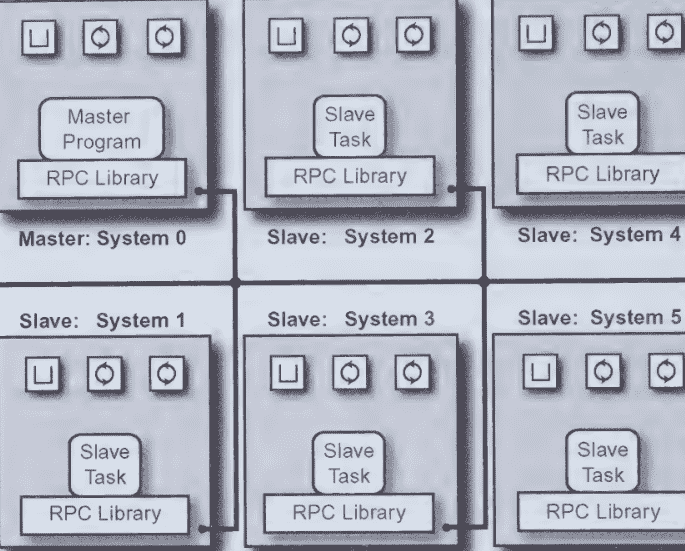 Master
Program
RPC Library
Master: System 0
Slave
Task
RPC Library
Slave: System 2
Slave
Task
RPC Library
Slave: System 4
Slave: System 1
Slave
Task
RPC Library
Slave: System 3
Slave
Task
RPC Library
Slave: System 5
Slave
Task
RPC Library